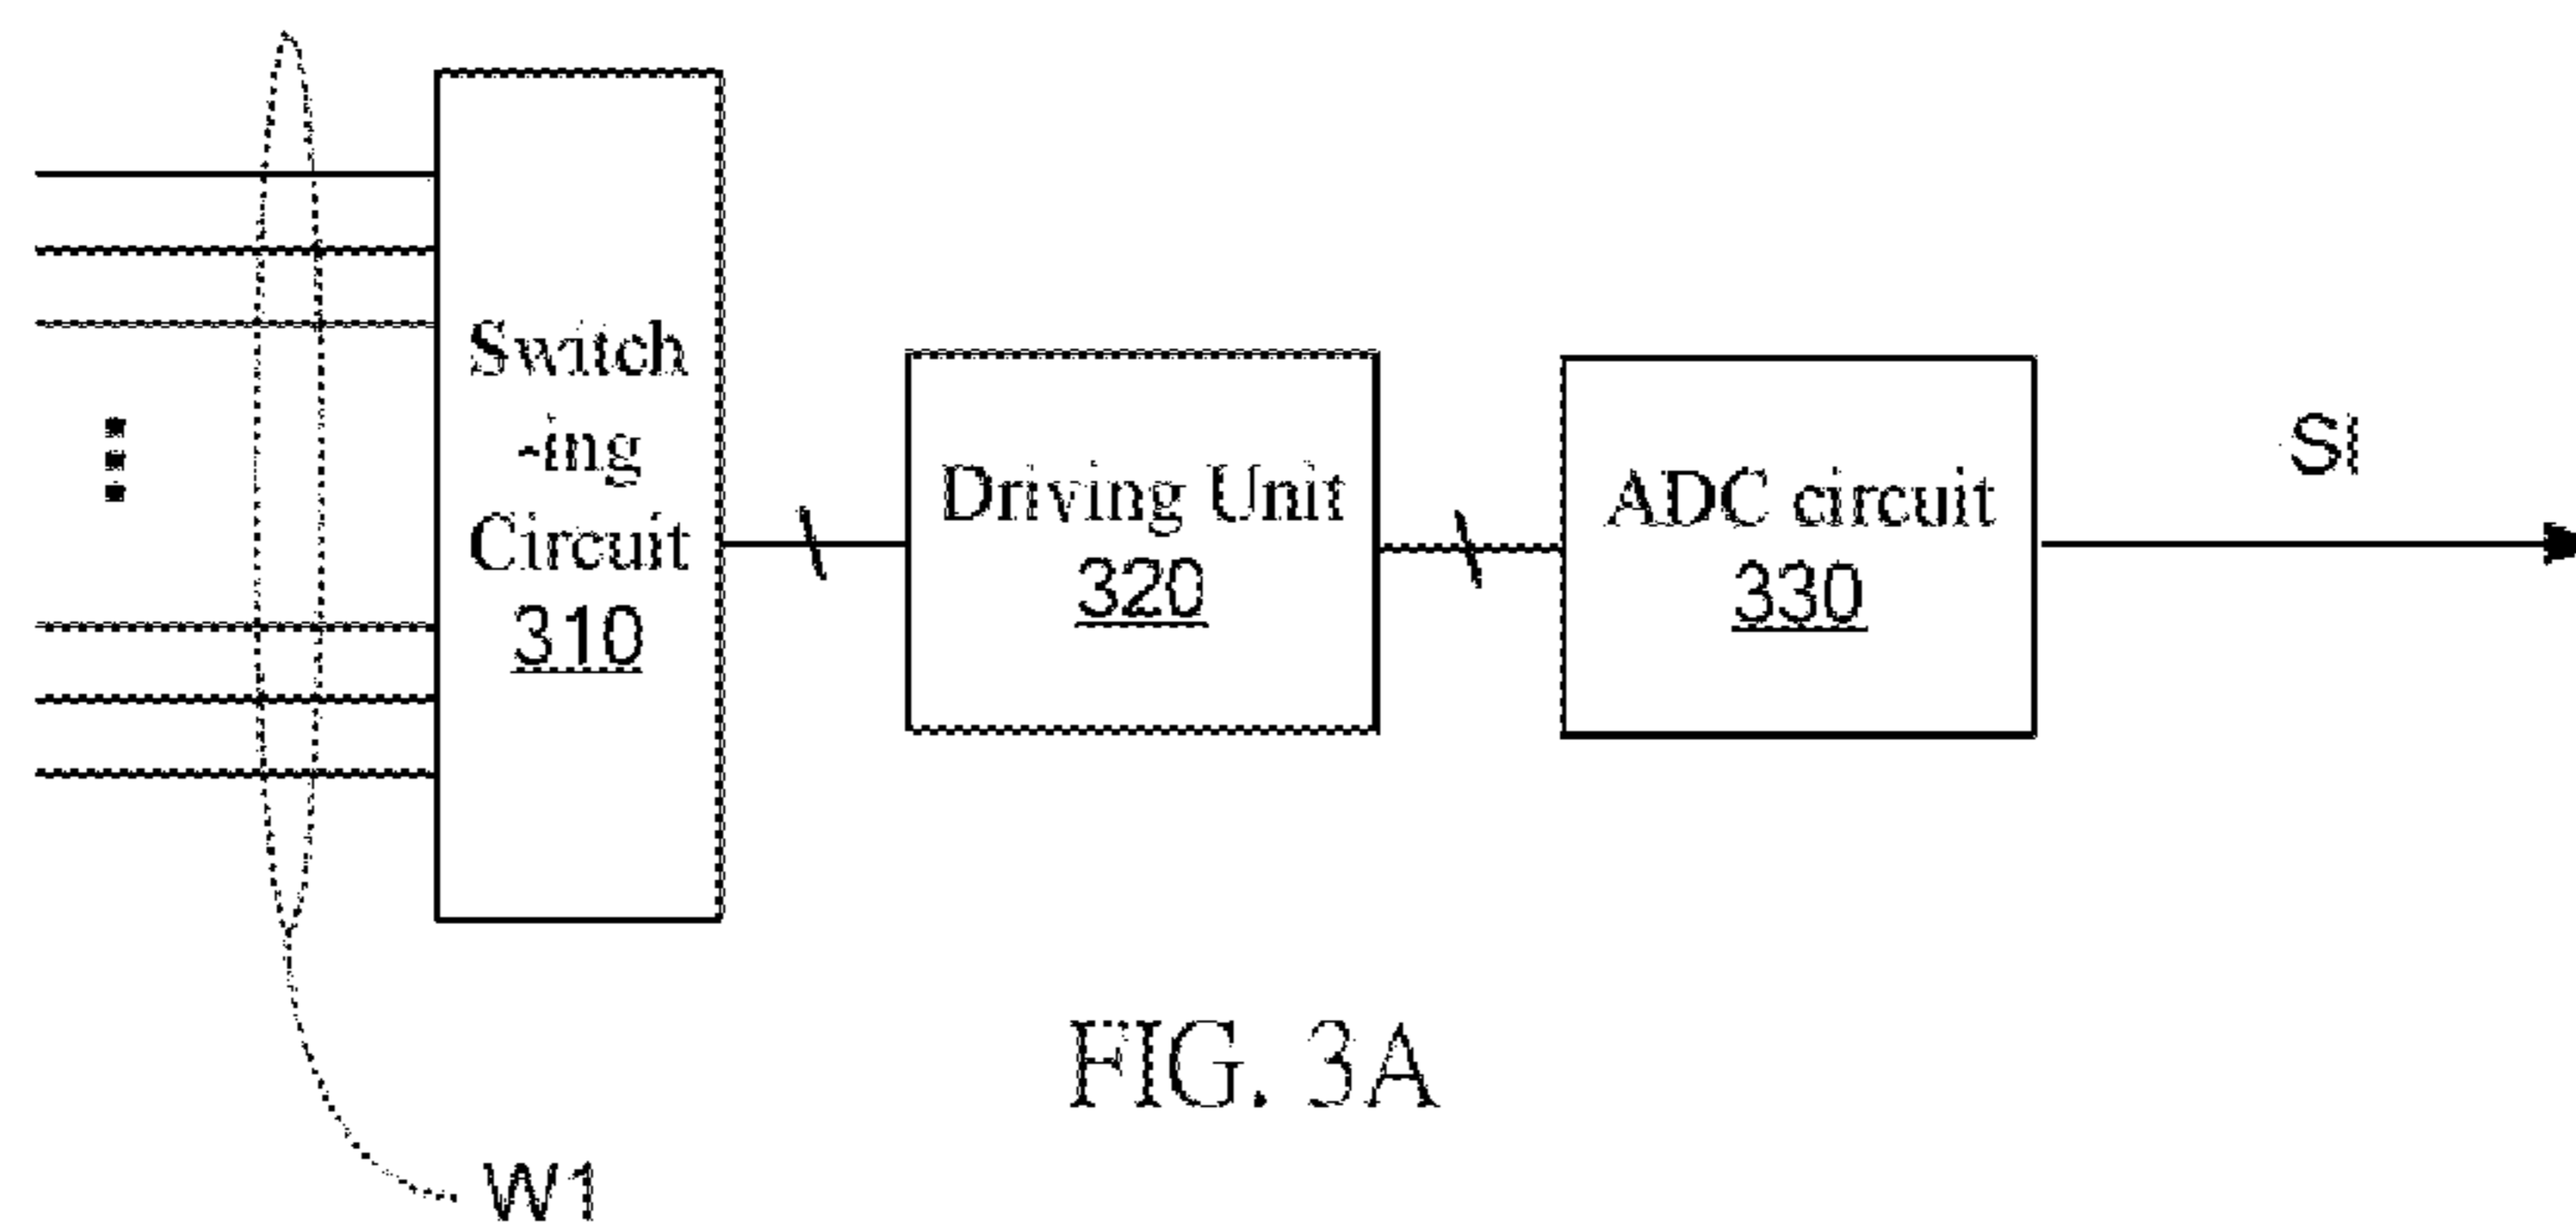 Switch
-ing
Circuit
310
Driving Unit
320
ADC circuit
330
SI
FIG. 3A
W1